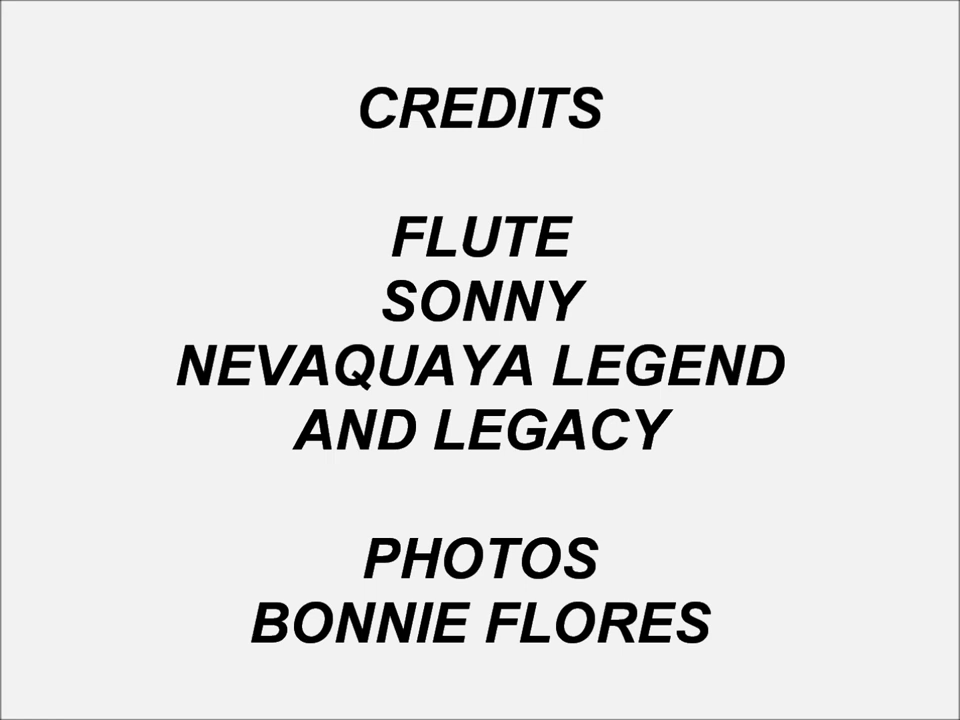 CREDITS
FLUTE
SONNY
NEVAQUAYA LEGEND
AND LEGACY
PHOTOS
BONNIE FLORES